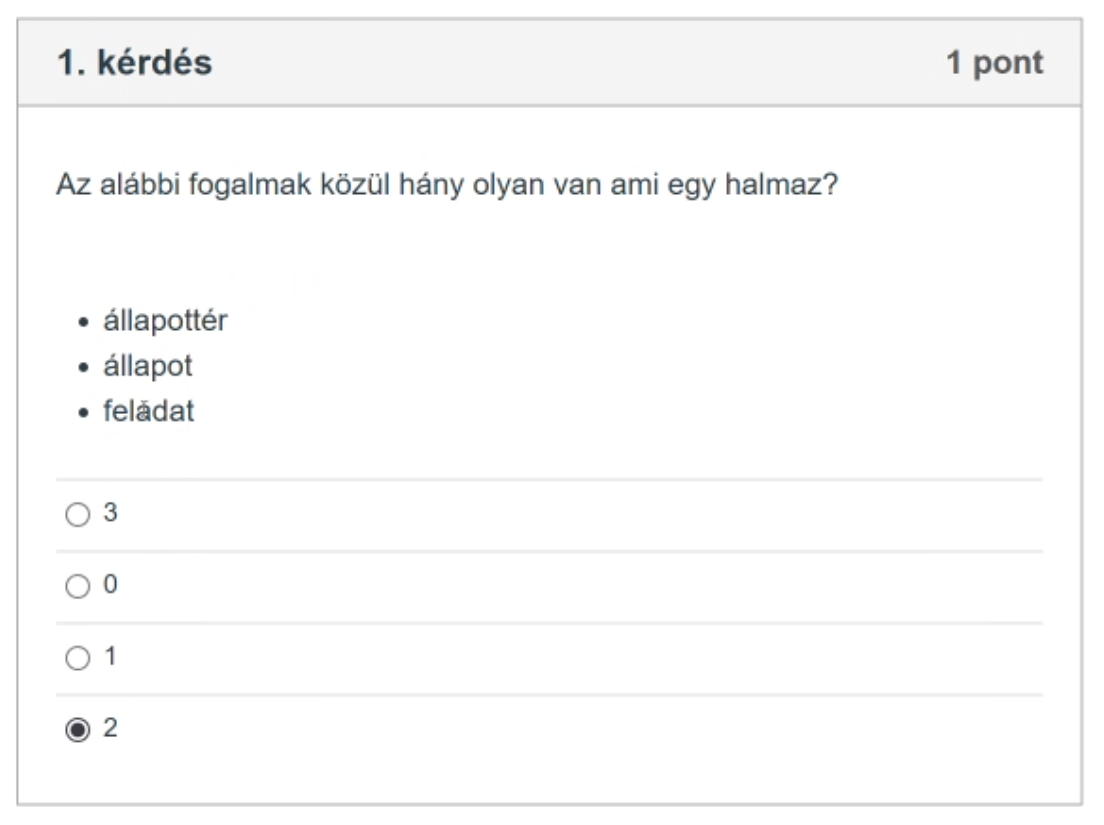 1. kérdés
1 pont
Az alábbi fogalmak közül hány olyan van ami egy halmaz?
• állapottér
• állapot
• feladat
3
0
1
2